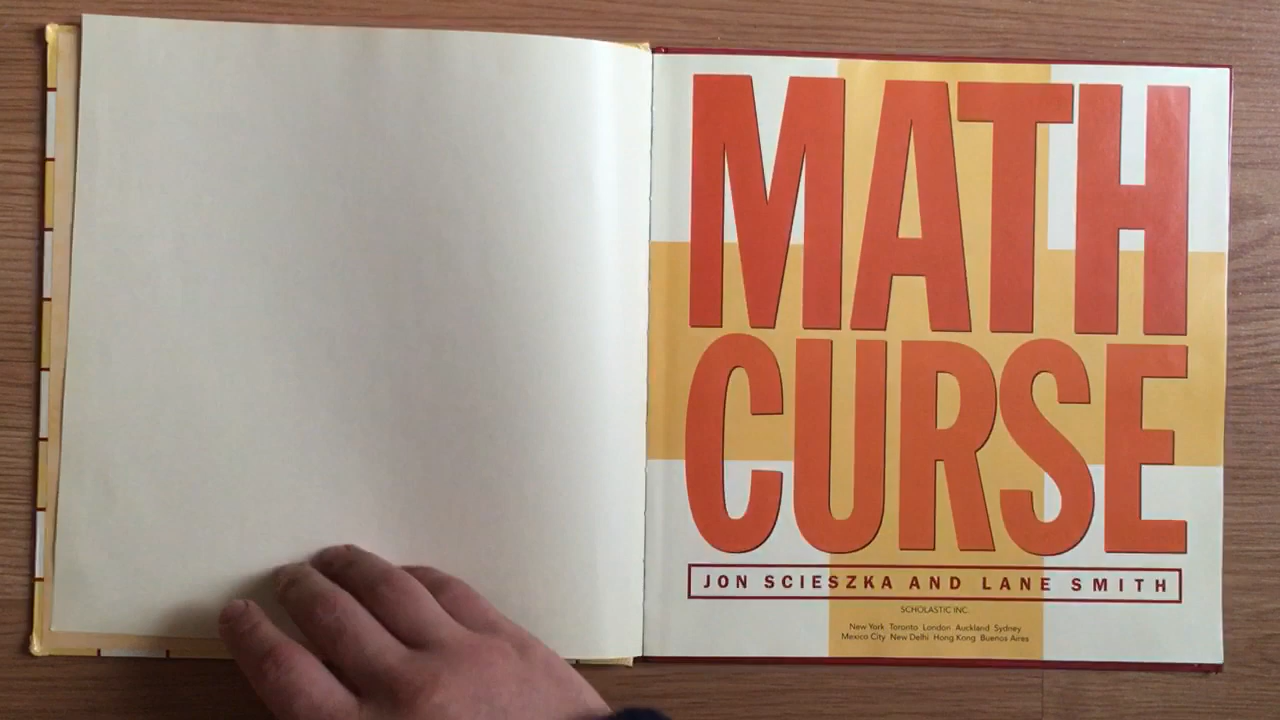 MATH
CURSE
JON SCIESZKA AND LANE SMITH
SCHOLASTIC INC.
New York Toronto London Auckland Sydney
Mexico City New Delhi Hong Kong Buenos Aires